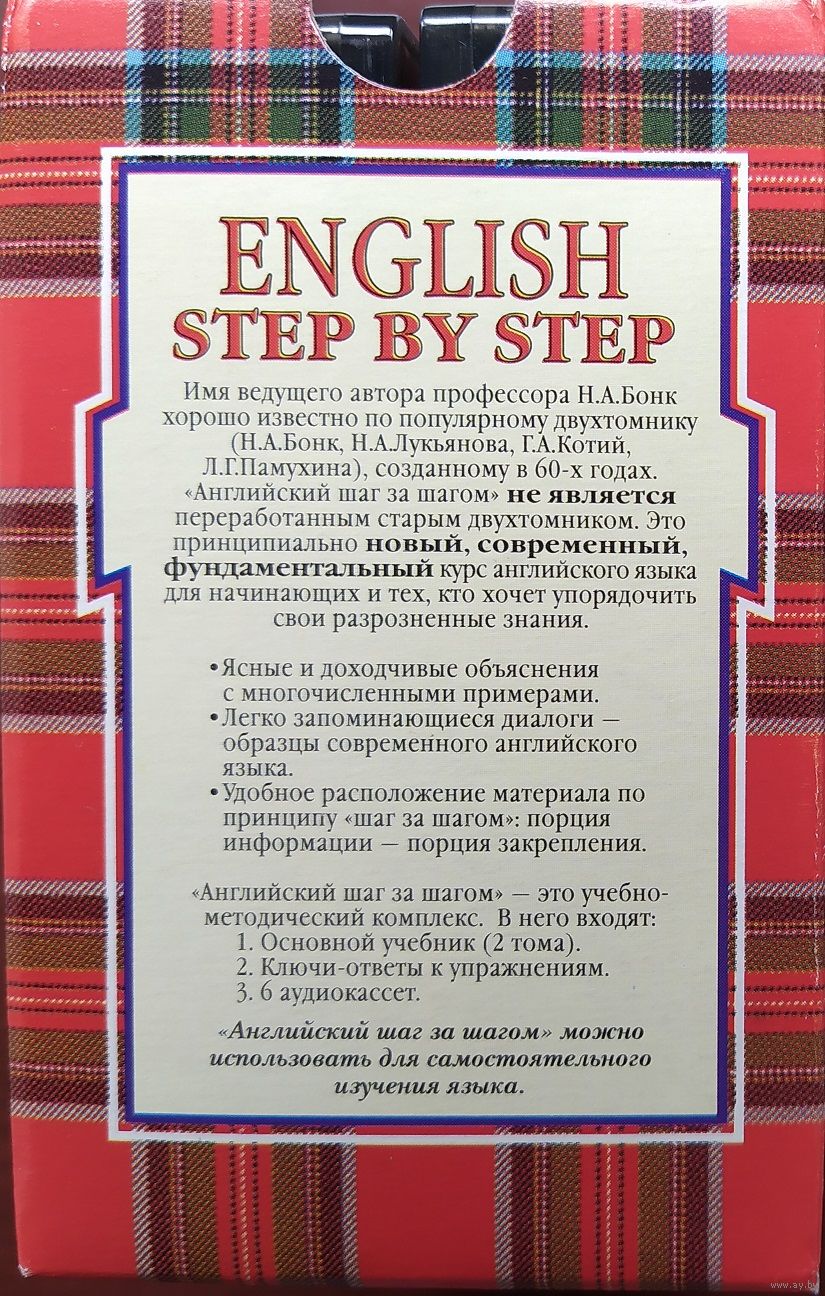 ENGLISH
STEP BY STEP
Имя ведущего автора профессора Н.А.Бонк
хорошо известно по популярному двухтомнику
(Н.А.Бонк, Н.А.Лукьянова, Г.А.Котий,
Л.Г.Памухина), созданному в 60-х годах.
«Английский шаг за шагом» не является
переработанным старым двухтомником. Это
принципиально новый, современный,
фундаментальный курс английского языка
для начинающих и тех, кто хочет упорядочить
свои разрозненные знания.
•Ясные и доходчивые объяснения
с многочисленными примерами.
•Легко запоминающиеся диалоги —
образцы современного английского
языка.
•Удобное расположение материала по
принципу «шаг за шагом»: порция
информации — порция закрепления.
«Английский шаг за шагом» — это учебно-
методический комплекс. В него входят:
1. Основной учебник (2 тома).
2. Ключи-ответы к упражнениям.
3. 6 аудиокассет.
«Английский шаг за шагом» можно
использовать для самостоятельного
изучения языка.
www.ay.by